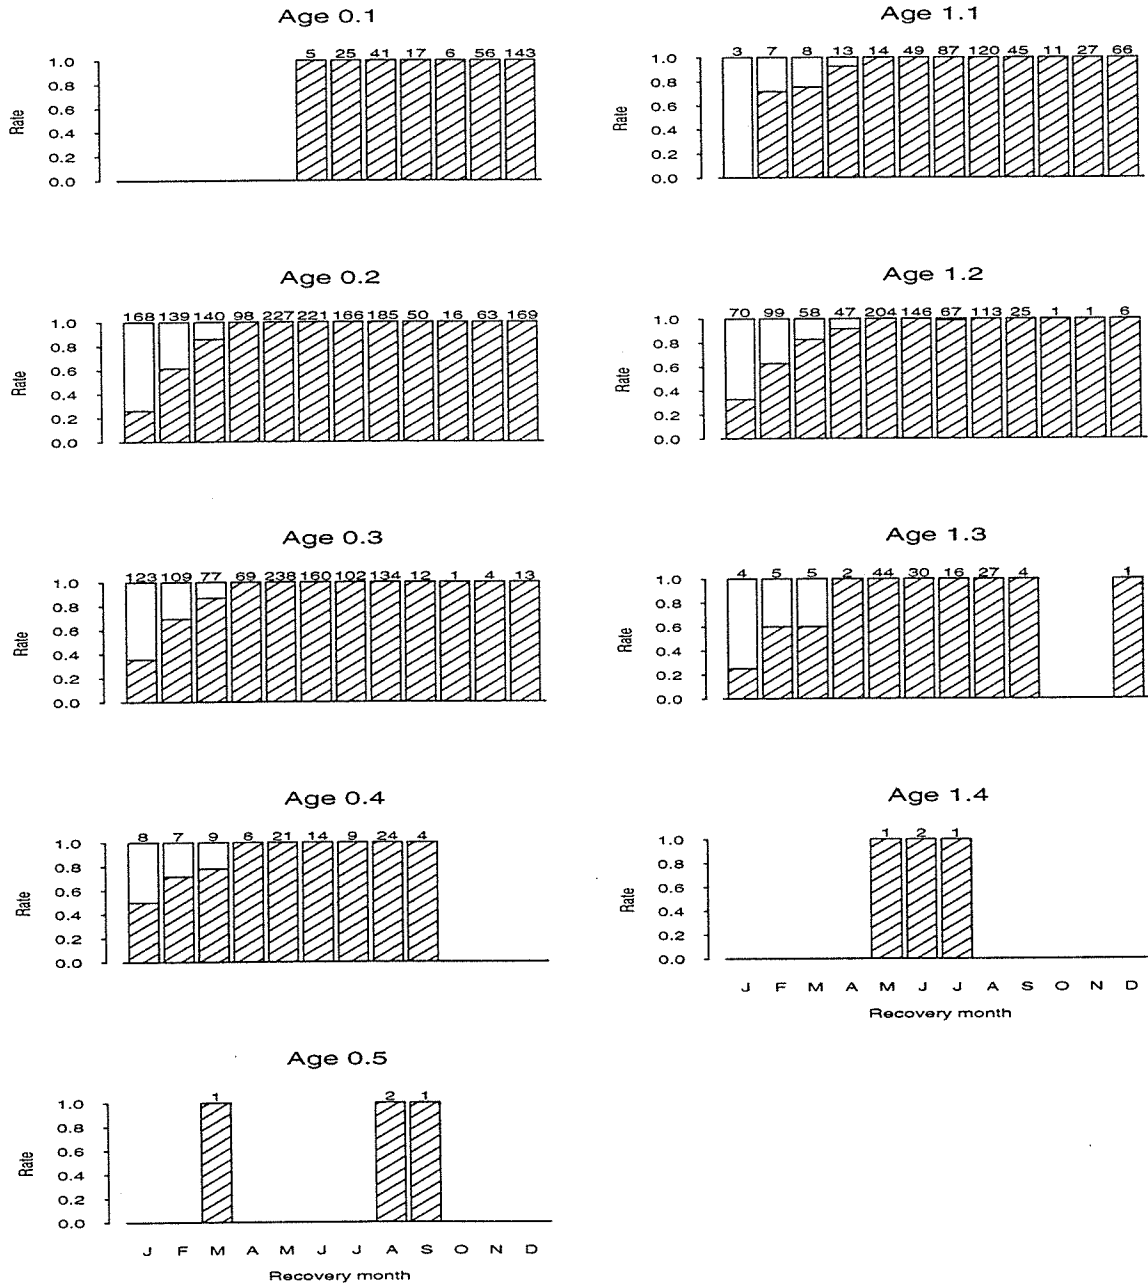 Age 0.1
5 25 41 17 6 56 143
1.0
0.8
0.6
0.4
0.2
0.0
Rate
Age 1.1
3 7 8 13 14 49 87 120 45 11 27 66
1.0
0.8
0.6
0.4
0.2
0.0
Rate
Age 0.2
168 139 140 98 227 221 166 185 50 16 63 169
1.0
0.8
0.6
0.4
0.2
0.0
Rate
Age 1.2
70 99 58 47 204 146 67 113 25 1 1 6
1.0
0.8
0.6
0.4
0.2
0.0
Rate
Age 0.3
123 109 77 69 238 160 102 134 12 1 4 13
1.0
0.8
0.6
0.4
0.2
0.0
Rate
Age 1.3
4 5 5 2 44 30 16 27 4 1
1.0
0.8
0.6
0.4
0.2
0.0
Rate
Age 0.4
8 7 9 6 21 14 9 24 4
1.0
0.8
0.6
0.4
0.2
0.0
Rate
Age 1.4
1 2 1
1.0
0.8
0.6
0.4
0.2
0.0
Rate
J F M A M J J A S O N D
Recovery month
Age 0.5
1 2 1
1.0
0.8
0.6
0.4
0.2
0.0
Rate
J F M A M J J A S O N D
Recovery month